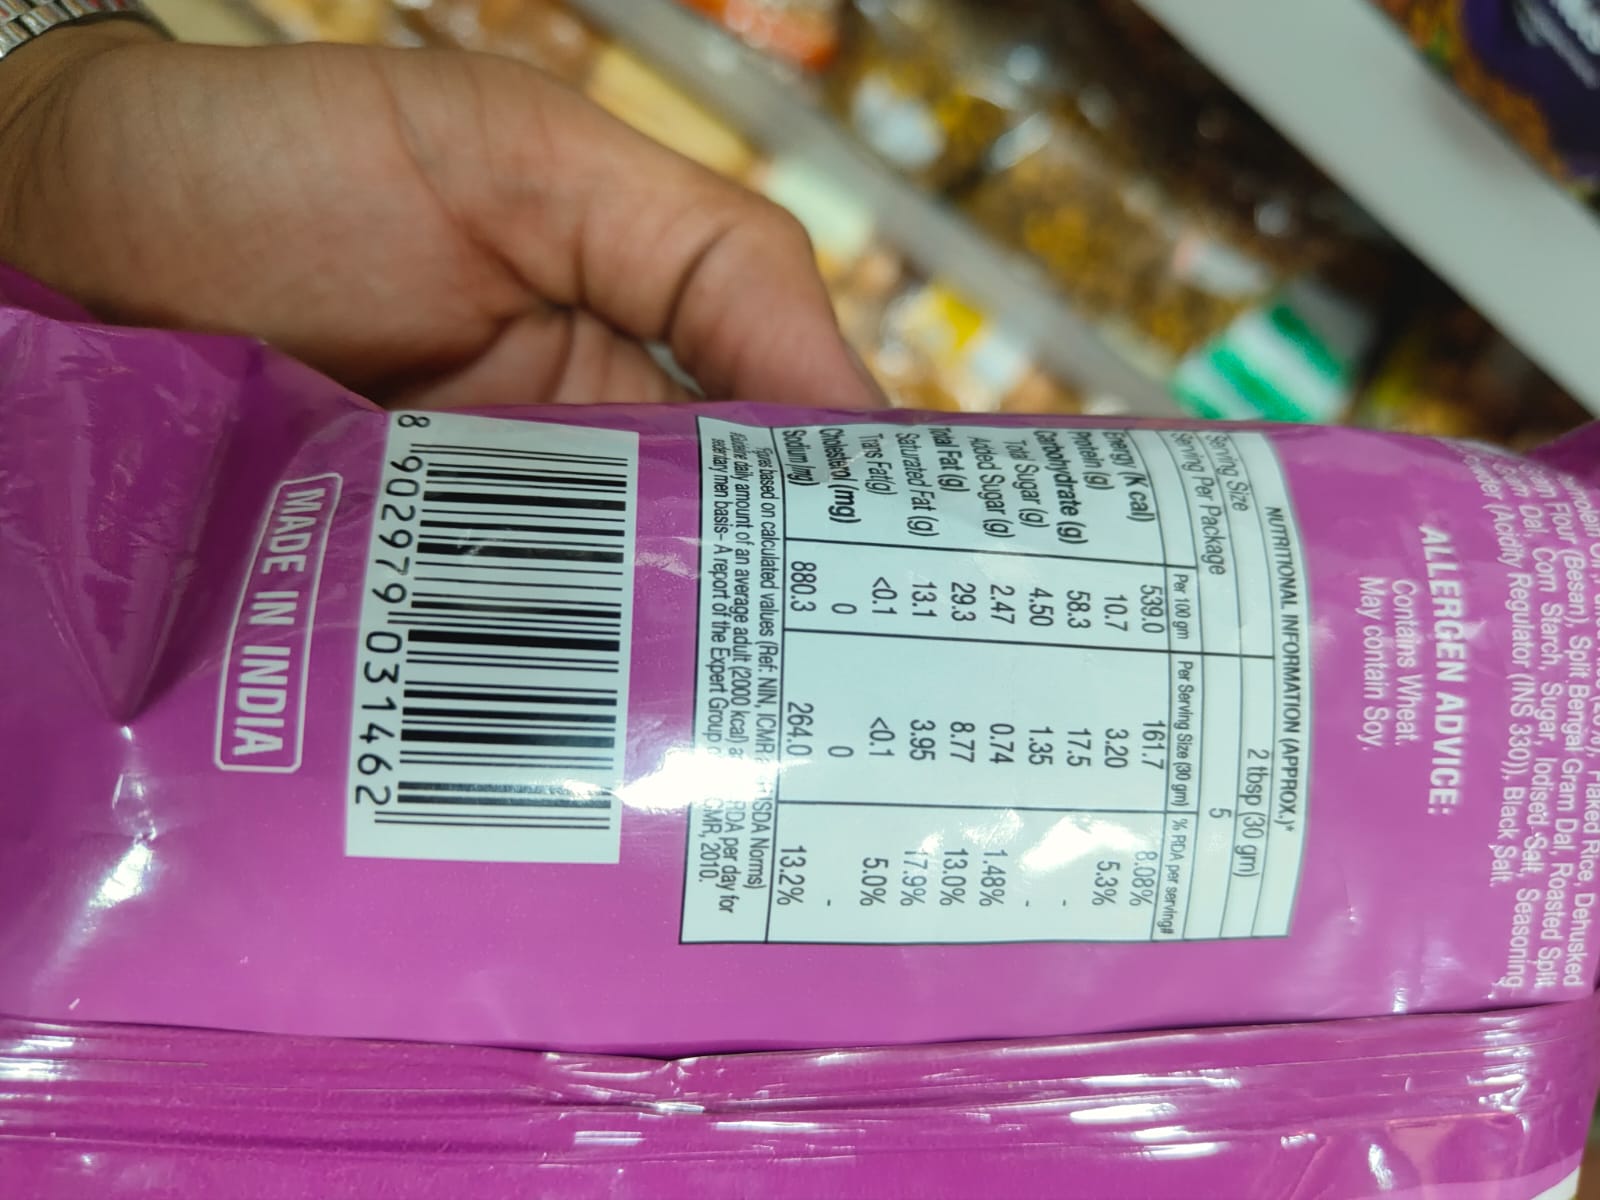 Flaked Rice, Dehusked
Flour (Besan), Split Bengal Gram Dal, Roasted Split
Dal, Corn Starch, Sugar, Iodised Salt, Seasoning
(Acidity Regulator (INS 330)), Black Salt.
ALLERGEN ADVICE:
Contains Wheat.
May contain Soy.
NUTRITIONAL INFORMATION (APPROX.)*
Serving Size 2 tbsp (30 gm)
Serving Per Package 5
Per 100 gm Per Serving Size (30 gm) % RDA per serving#
Energy (K cal) 539.0 161.7 8.08%
Protein (g) 10.7 3.20 5.3%
Carbohydrate (g) 58.3 17.5 -
Total Sugar (g) 4.50 1.35 -
Added Sugar (g) 2.47 0.74 1.48%
Total Fat (g) 29.3 8.77 13.0%
Saturated Fat (g) 13.1 3.95 17.9%
Trans Fat(g) <0.1 <0.1 5.0%
Cholesterol (mg) 0 0 -
Sodium (mg) 880.3 264.0 13.2%
based on calculated values (Ref: NIN, ICMR USDA Norms)
daily amount of an average adult (2000 kcal) RDA per day for
sedentary men basis- A report of the Expert Group ICMR, 2010.
8 902979 031462
MADE IN INDIA